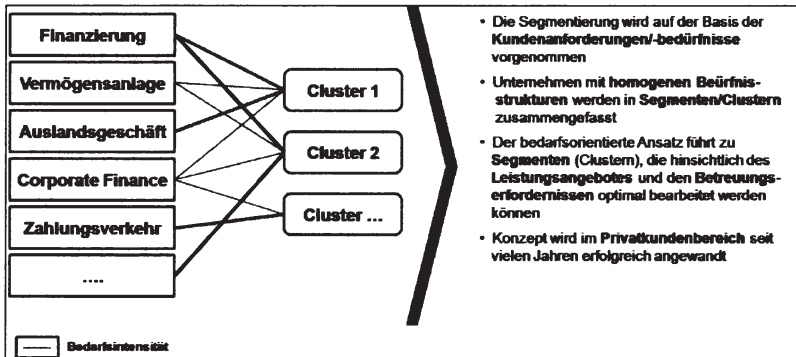 Finanzierung
Vermögensanlage
Auslandsgeschäft
Corporate Finance
Zahlungsverkehr
....
Cluster 1
Cluster 2
Cluster ...
Bedarfsintensität
• Die Segmentierung wird auf der Basis der
Kundenanforderungen/-bedürfnisse
vorgenommen
• Unternehmen mit homogenen Beürfnis-
strukturen werden in Segmenten/Clustern
zusammengefasst
• Der bedarfsorientierte Ansatz führt zu
Segmenten (Clustern), die hinsichtlich des
Leistungsangebotes und den Betreuungs-
erfordernissen optimal bearbeitet werden
können
• Konzept wird im Privatkundenbereich seit
vielen Jahren erfolgreich angewandt